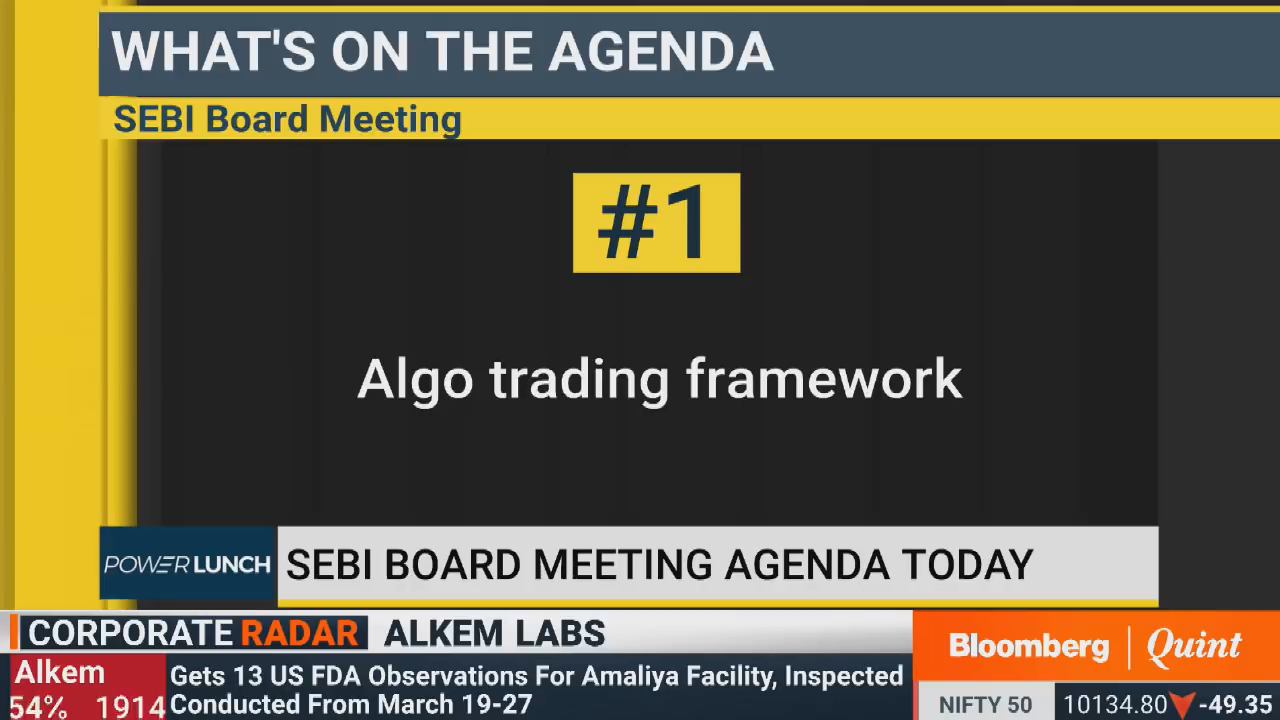 WHAT'S ON THE AGENDA
SEBI Board Meeting
#1
Algo trading framework
POWER LUNCH
SEBI BOARD MEETING AGENDA TODAY
CORPORATE RADAR
ALKEM LABS
Bloomberg | Quint
Alkem
54% 1914
Gets 13 US FDA Observations For Amaliya Facility, Inspected
Conducted From March 19-27
NIFTY 50
10134.80 -49.35